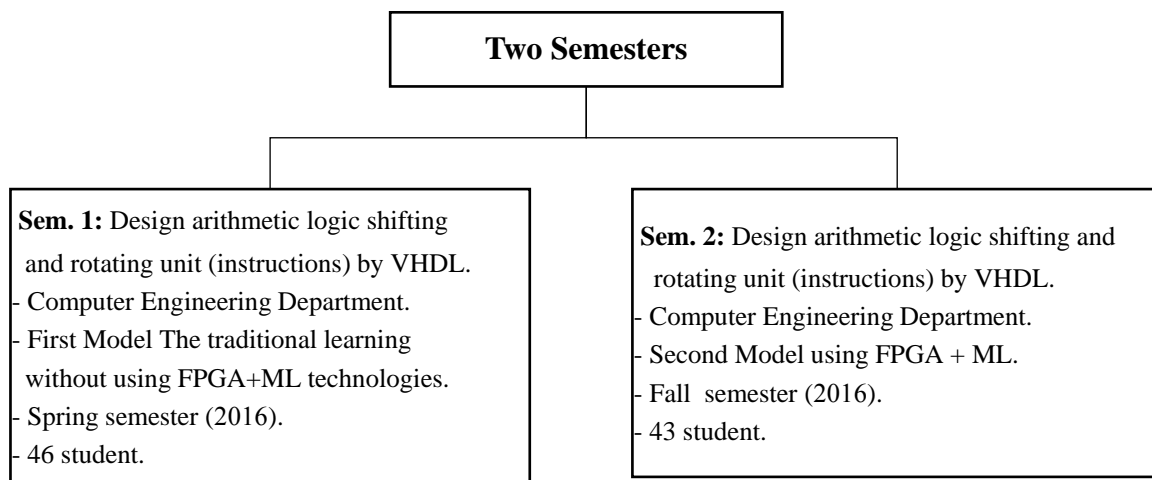 Two Semesters
Sem. 1: Design arithmetic logic shifting
and rotating unit (instructions) by VHDL.
- Computer Engineering Department.
- First Model The traditional learning
without using FPGA+ML technologies.
- Spring semester (2016).
- 46 student.
Sem. 2: Design arithmetic logic shifting and
rotating unit (instructions) by VHDL.
- Computer Engineering Department.
- Second Model using FPGA + ML.
- Fall semester (2016).
- 43 student.